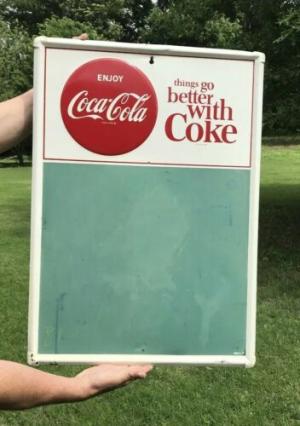 ENJOY
Coca-Cola
things go
better
with
Coke